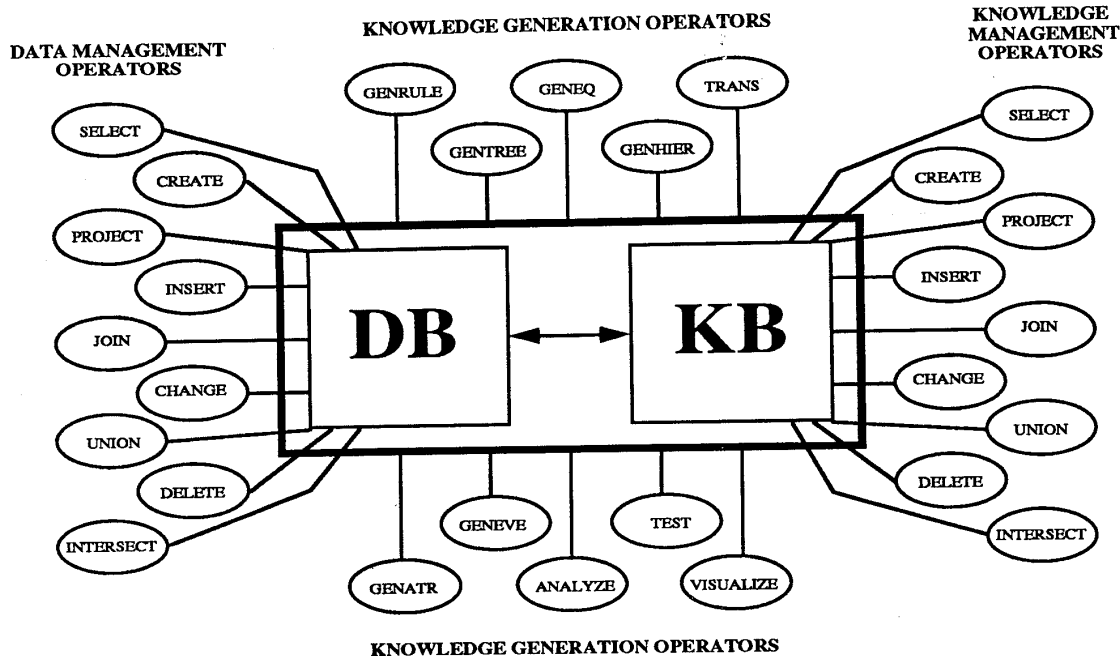 KNOWLEDGE GENERATION OPERATORS
DATA MANAGEMENT
OPERATORS
KNOWLEDGE
MANAGEMENT
OPERATORS
GENRULE
GENEQ
TRANS
GENTREE
GENHIER
SELECT
CREATE
PROJECT
INSERT
JOIN
CHANGE
UNION
DELETE
INTERSECT
DB
KB
SELECT
CREATE
PROJECT
INSERT
JOIN
CHANGE
UNION
DELETE
INTERSECT
GENEVE
TEST
GENATR
ANALYZE
VISUALIZE
KNOWLEDGE GENERATION OPERATORS